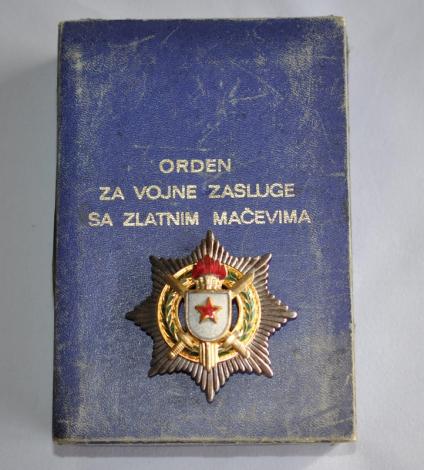 ORDEN
ZA VOJNE ZASLUGE
SA ZLATNIM MAČEVIMA